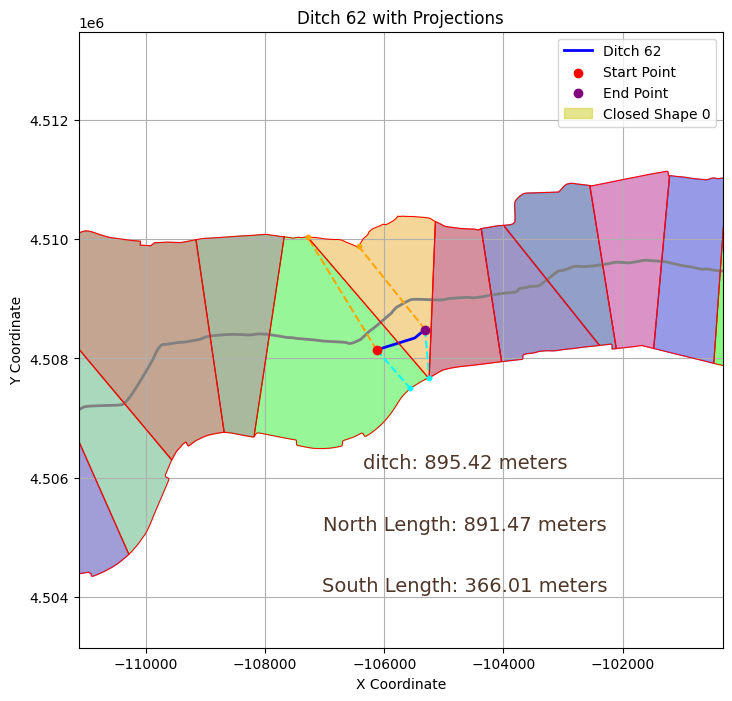 Ditch 62 with Projections
1e6
Ditch 62
Start Point
End Point
Closed Shape 0
4.512
4.510
4.508
4.506
4.504
Y Coordinate
ditch: 895.42 meters
North Length: 891.47 meters
South Length: 366.01 meters
−110000 −108000 −106000 −104000 −102000
X Coordinate